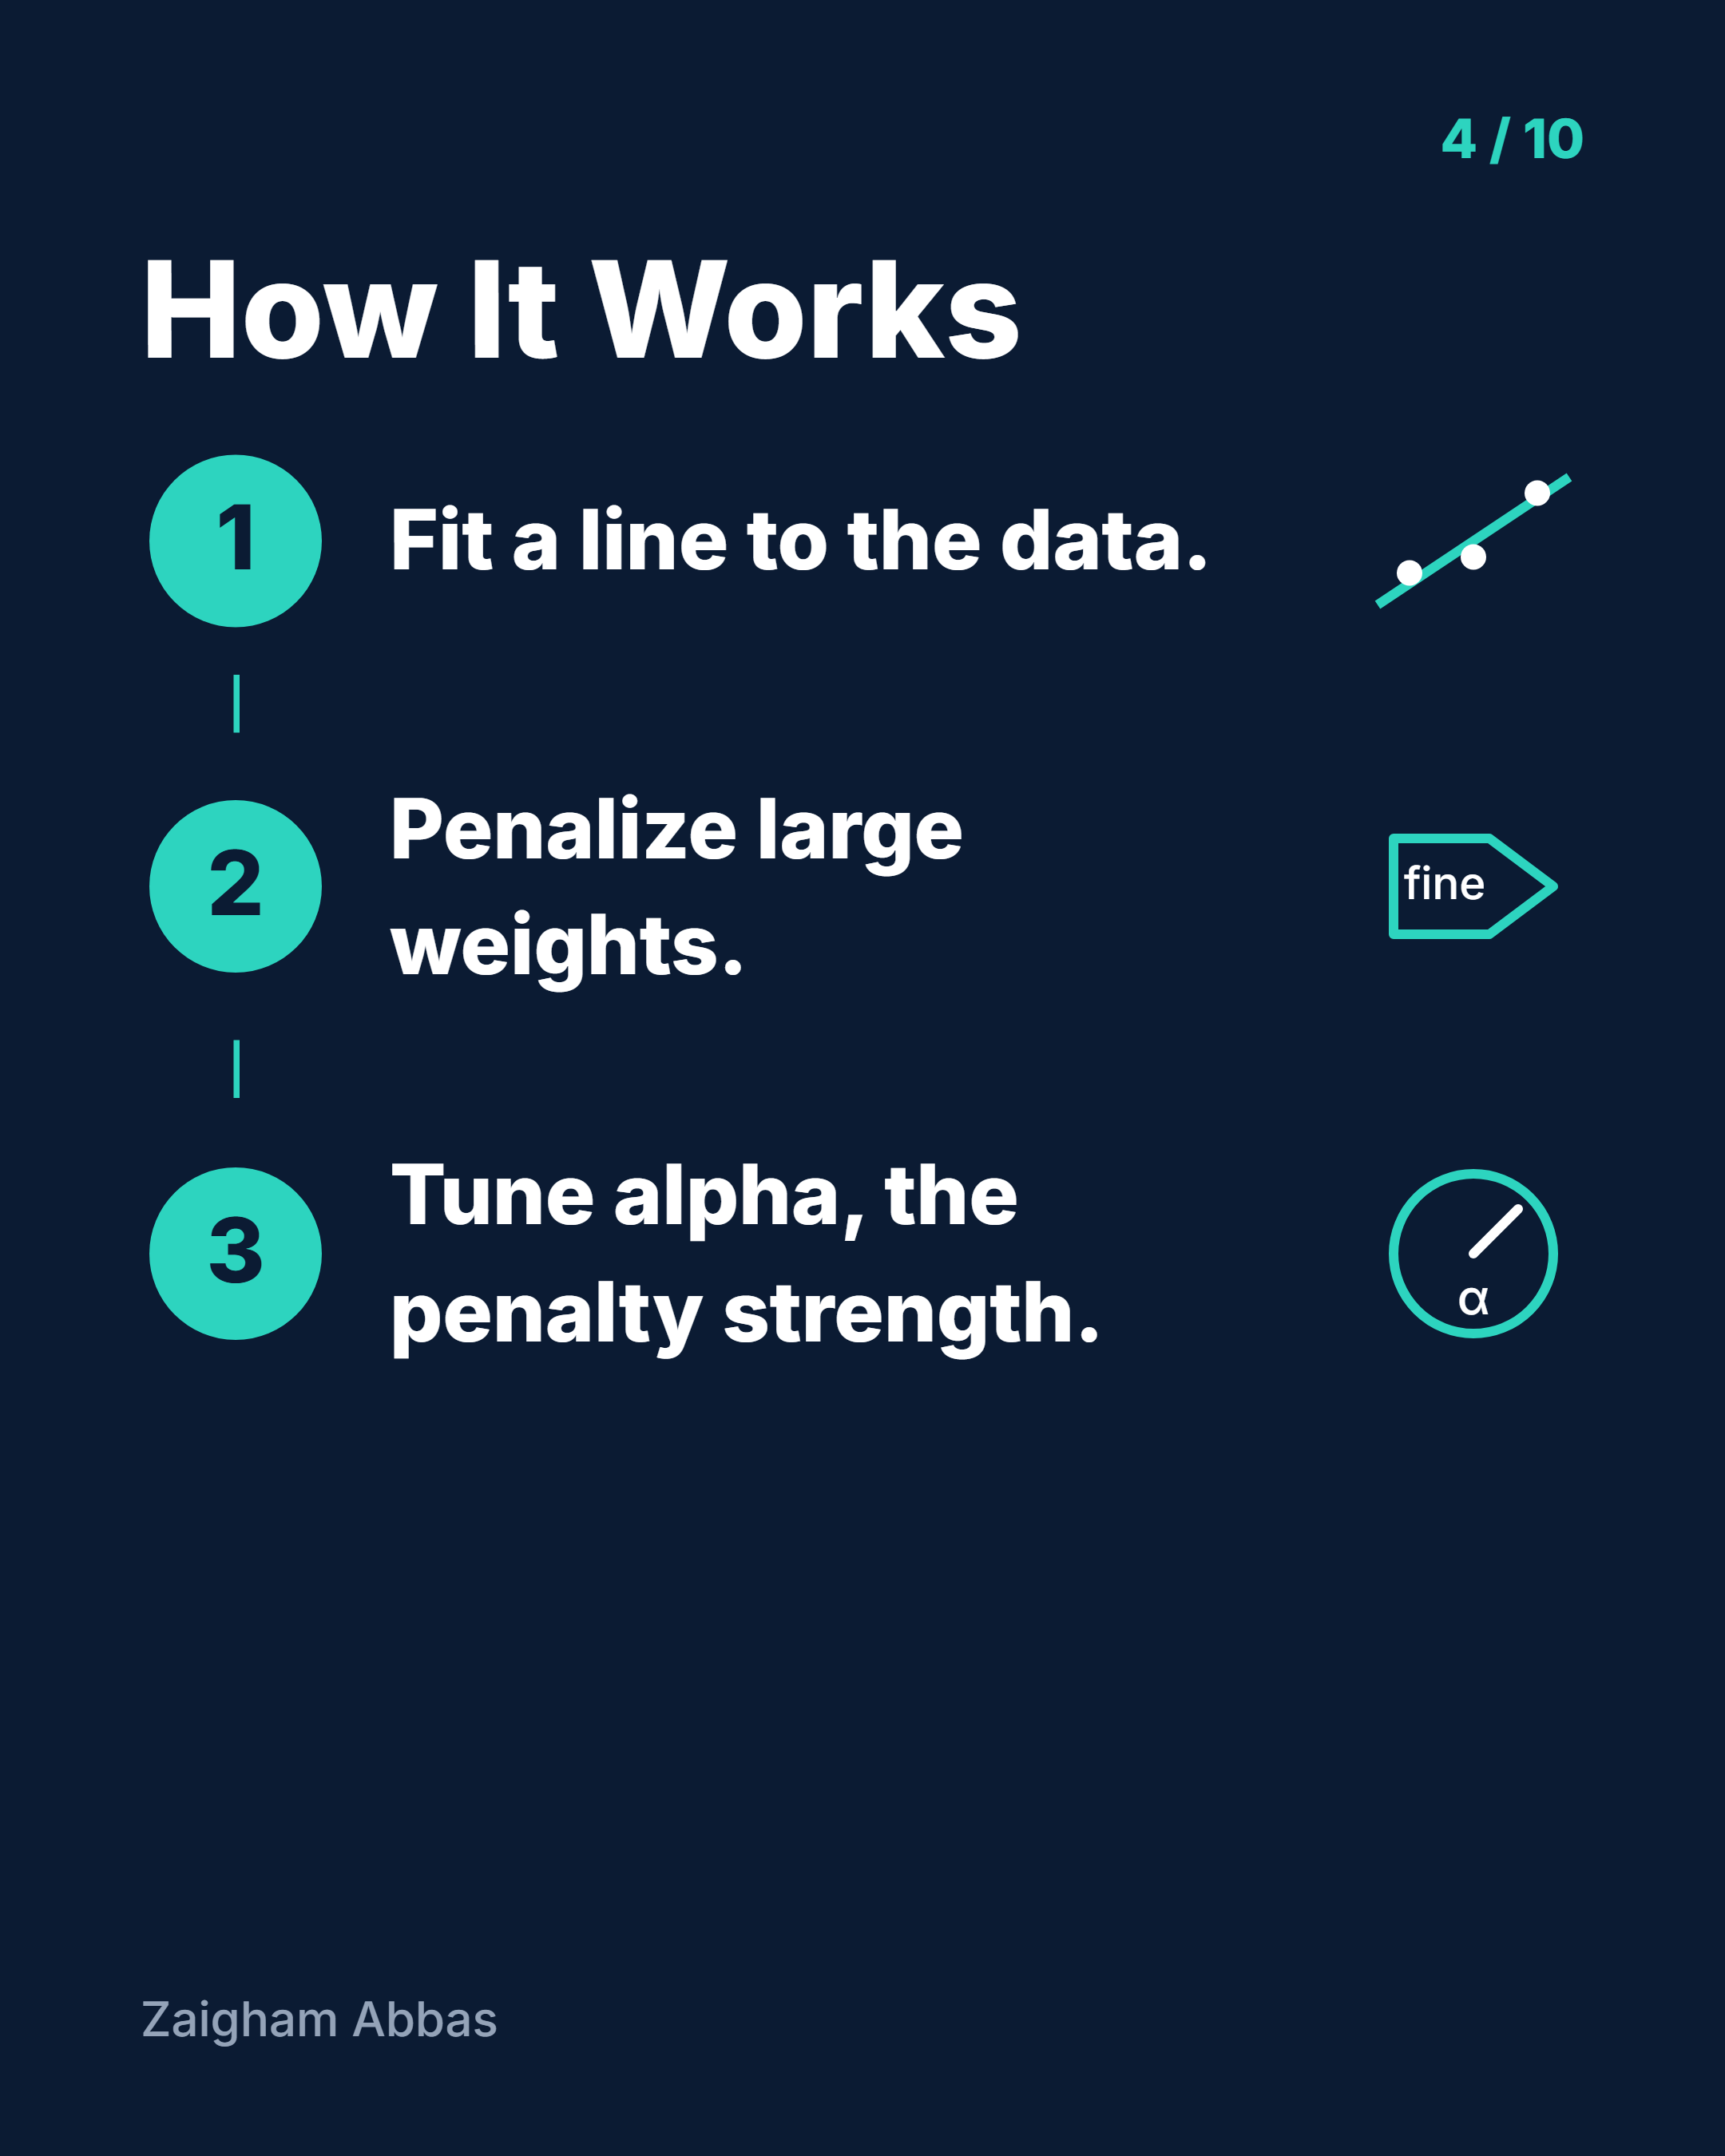 4 / 10
How It Works
1
Fit a line to the data.
2
Penalize large
weights.
fine
3
Tune alpha, the
penalty strength.
α
Zaigham Abbas